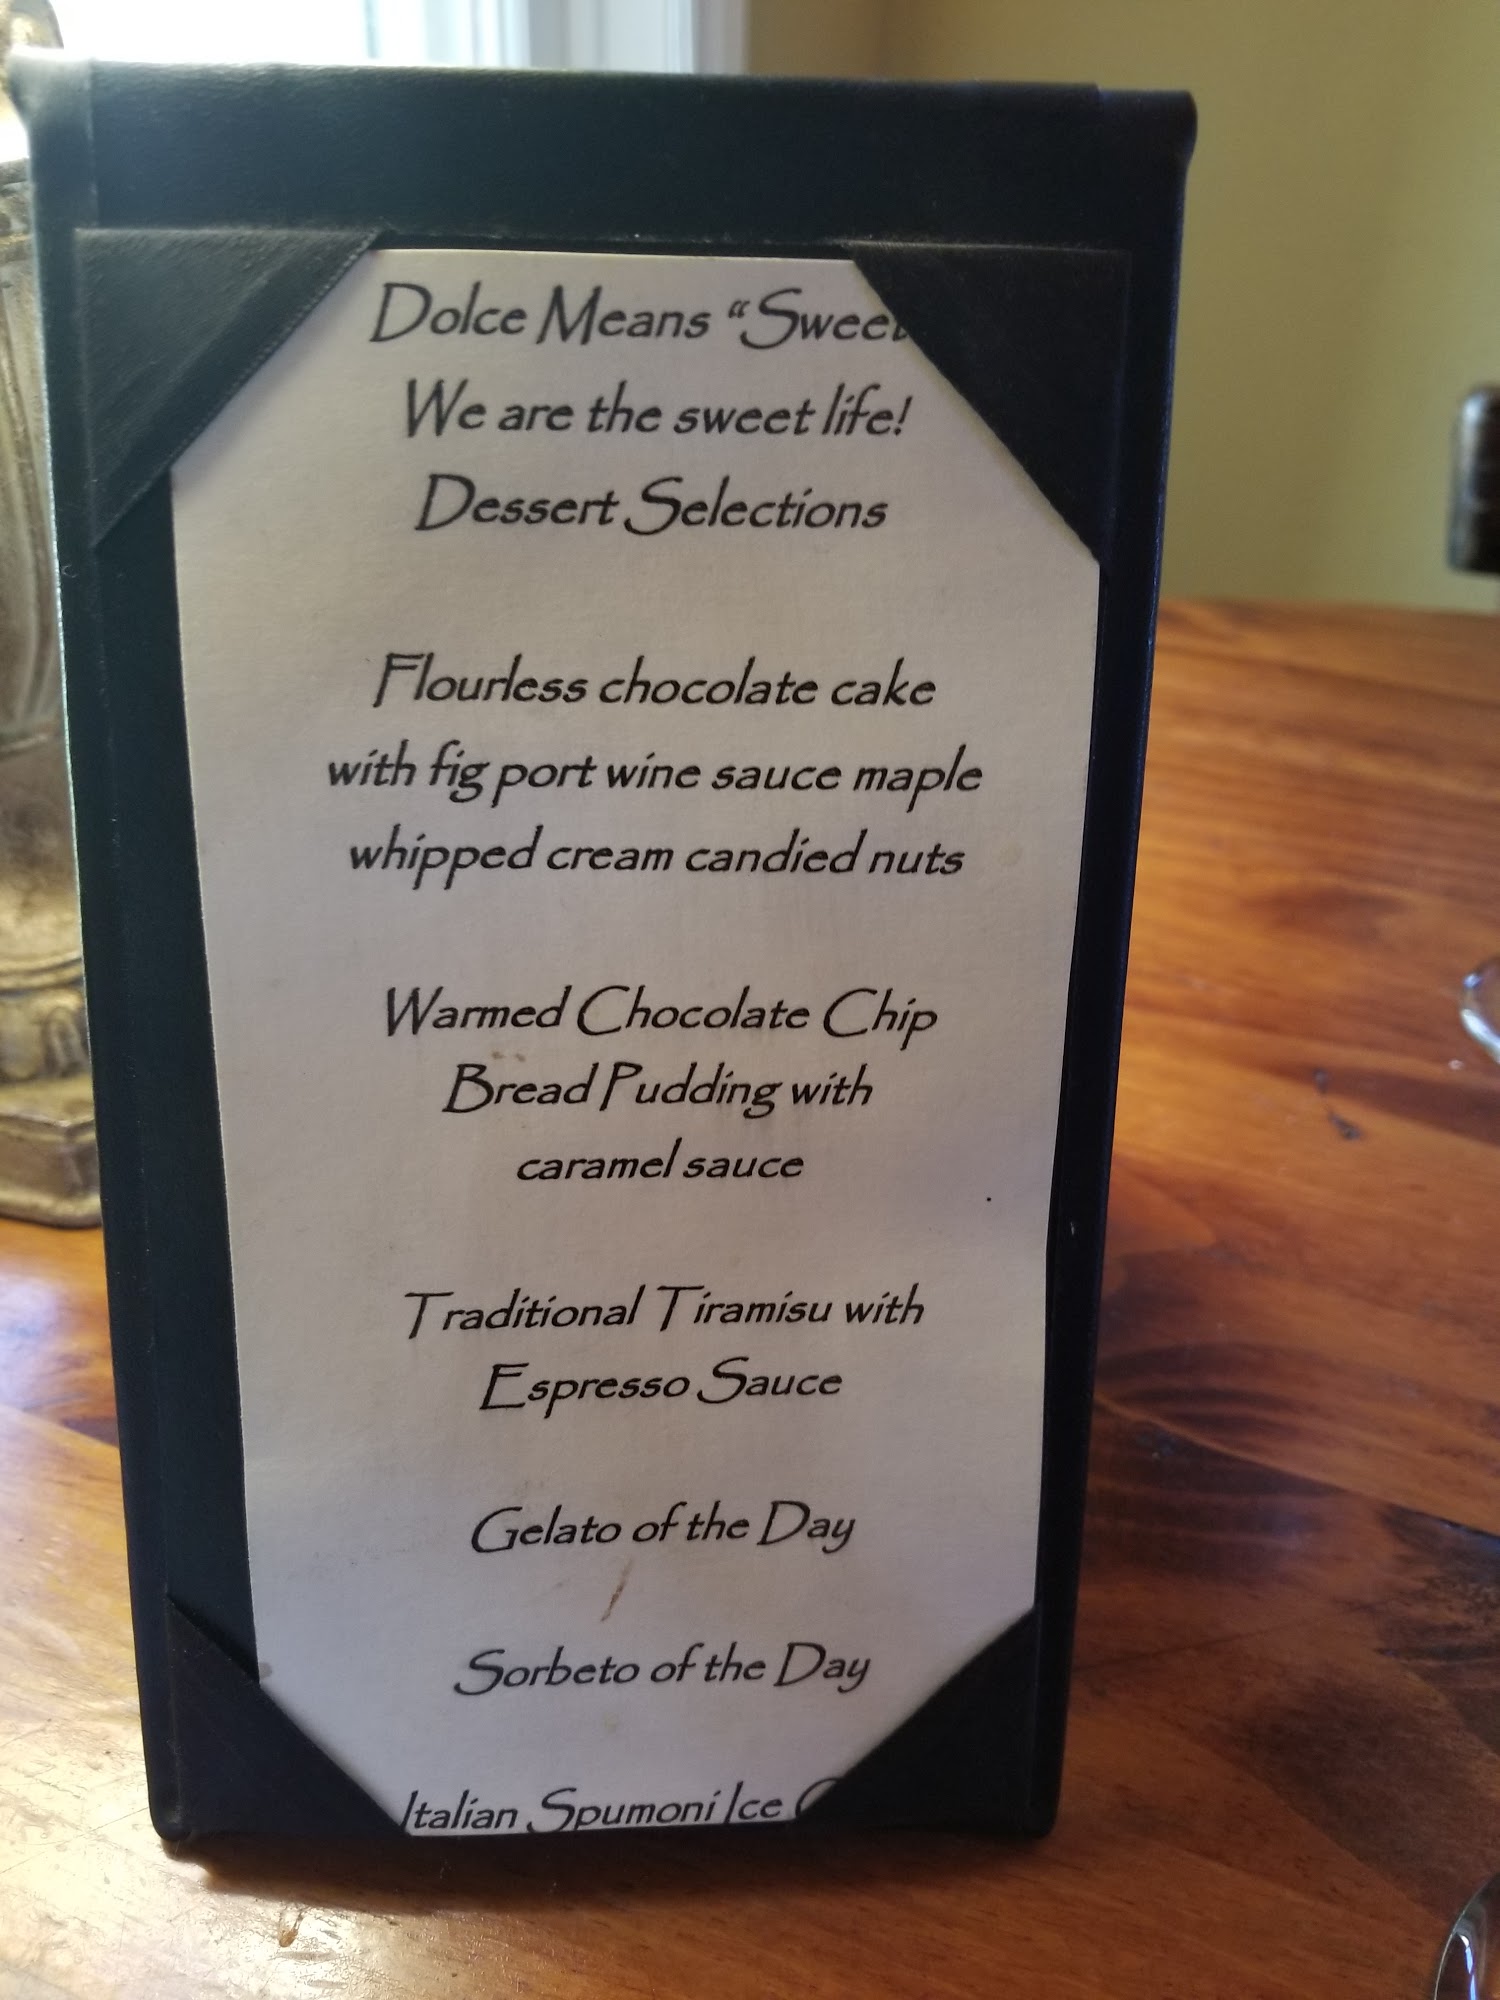 Dolce Means “Sweet
We are the sweet life!
Dessert Selections
Flourless chocolate cake
with fig port wine sauce maple
whipped cream candied nuts
Warmed Chocolate Chip
Bread Pudding with
caramel sauce
Traditional Tiramisu with
Espresso Sauce
Gelato of the Day
Sorbeto of the Day
Italian Spumoni Ice